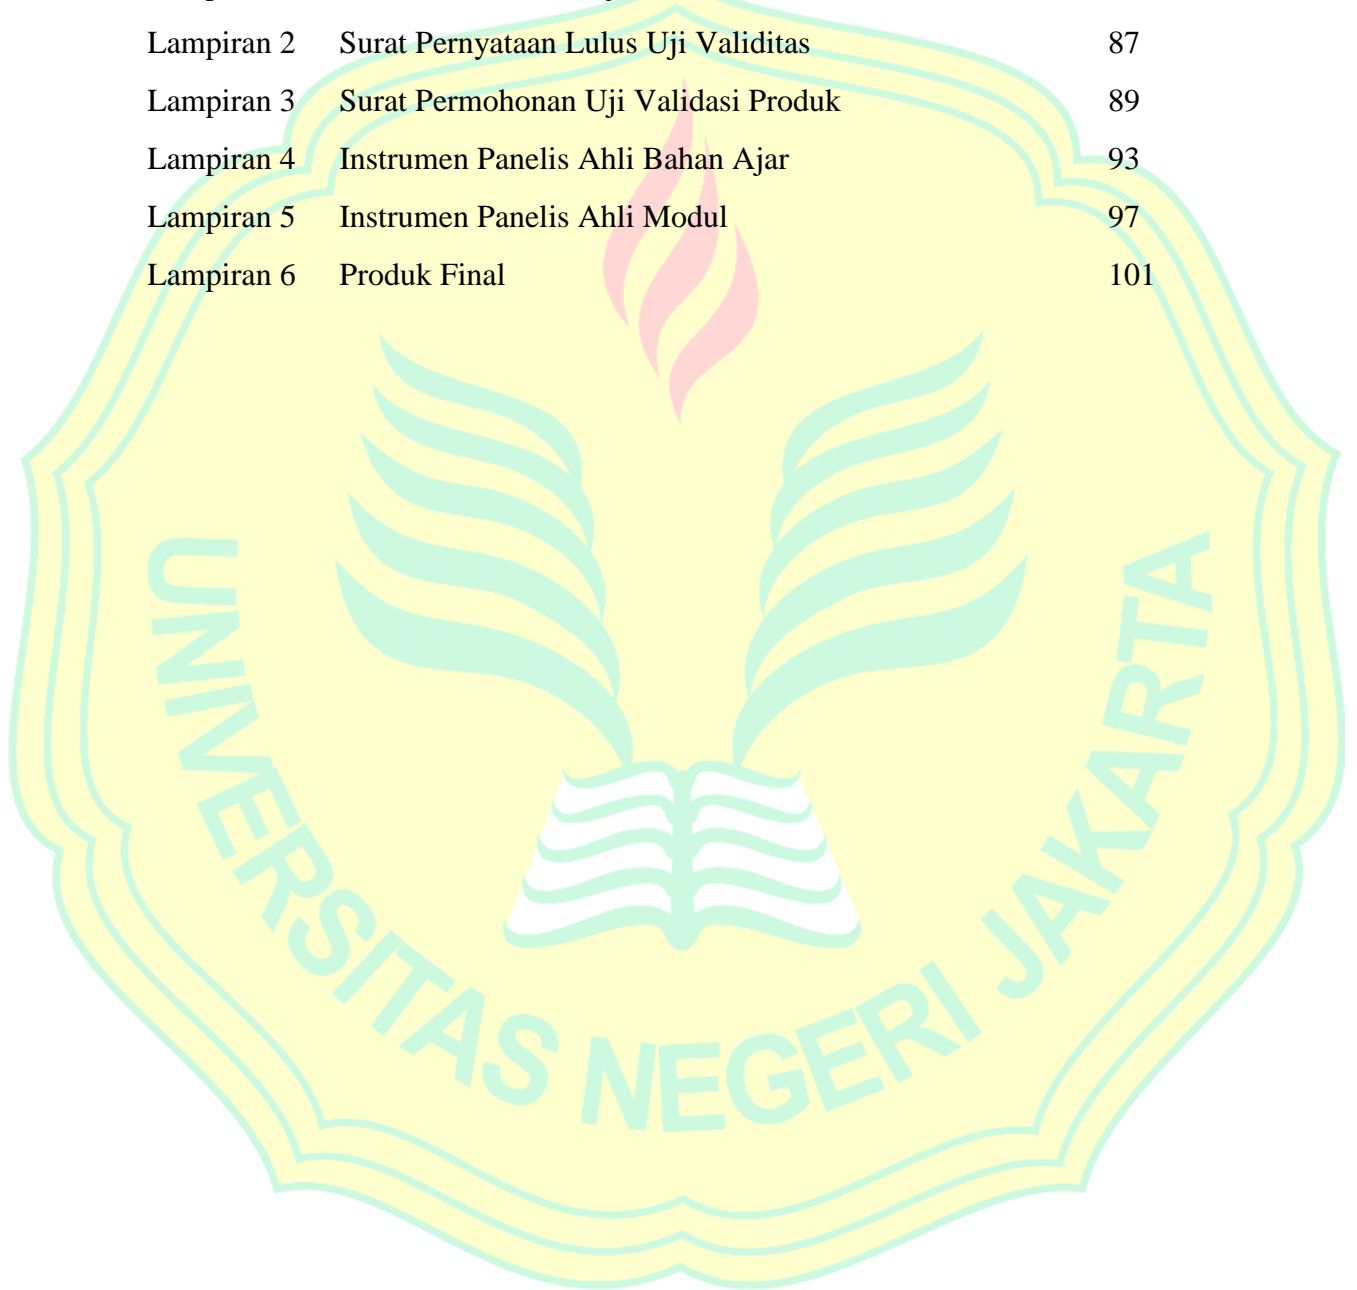 Lampiran 2 Surat Pernyataan Lulus Uji Validitas 87
Lampiran 3 Surat Permohonan Uji Validasi Produk 89
Lampiran 4 Instrumen Panelis Ahli Bahan Ajar 93
Lampiran 5 Instrumen Panelis Ahli Modul 97
Lampiran 6 Produk Final 101
UNIVERSITAS NEGERI JAKARTA